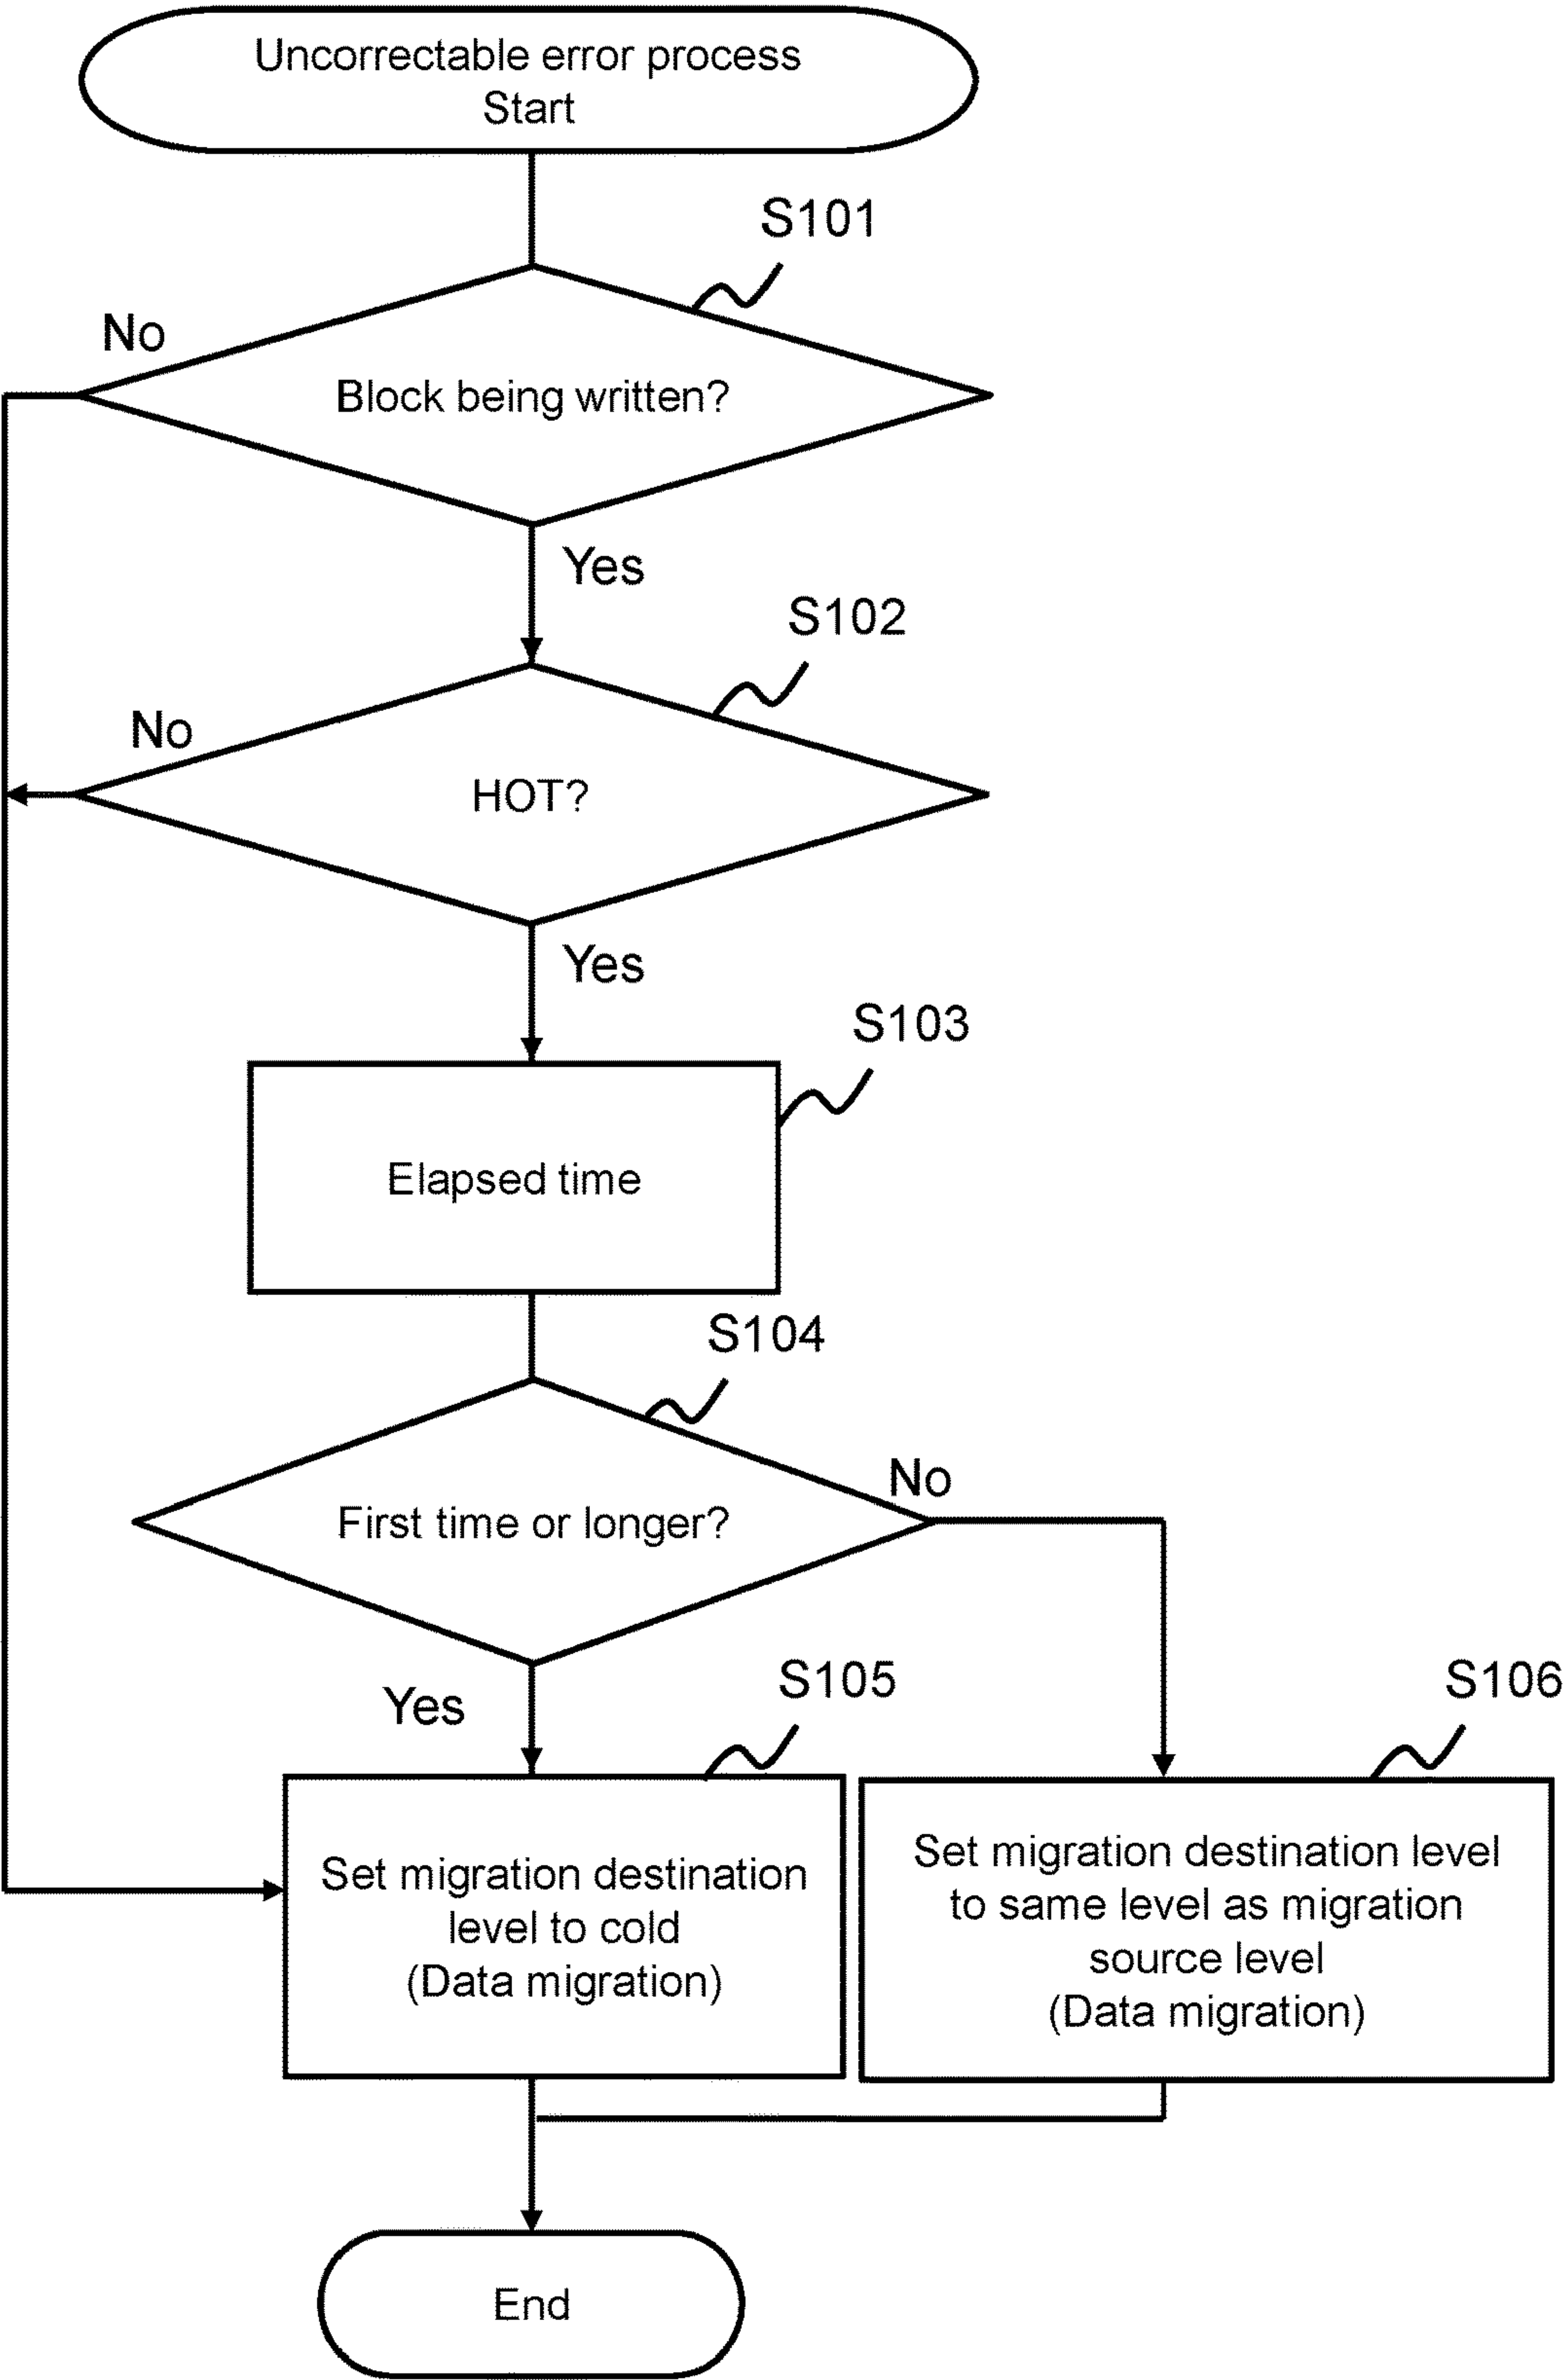 Uncorrectable error process
Start
S101
No
Block being written?
Yes
S102
No
HOT?
Yes
S103
Elapsed time
S104
No
First time or longer?
Yes
S105
S106
Set migration destination
level to cold
(Data migration)
Set migration destination level
to same level as migration
source level
(Data migration)
End